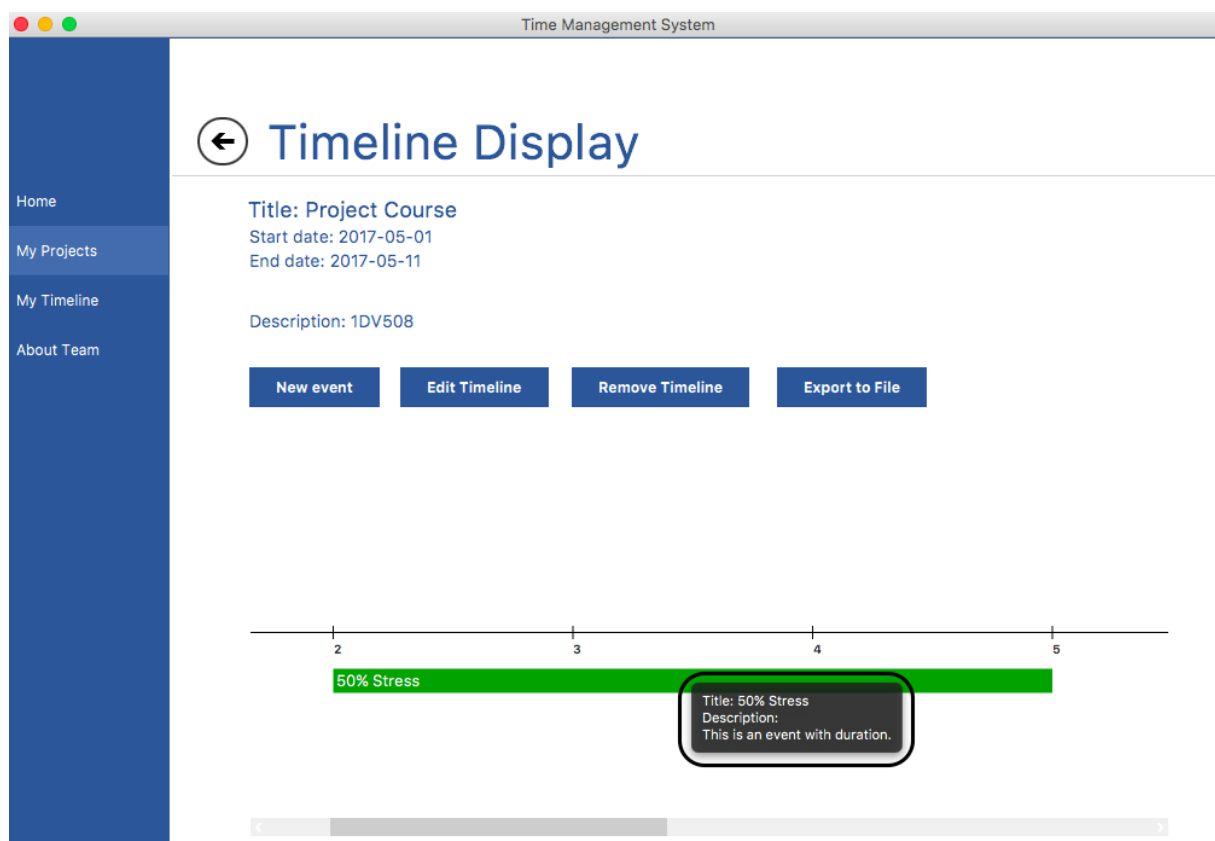 Time Management System
Home
My Projects
My Timeline
About Team
Timeline Display
Title: Project Course
Start date: 2017-05-01
End date: 2017-05-11
Description: 1DV508
New event
Edit Timeline
Remove Timeline
Export to File
2
3
4
5
50% Stress
Title: 50% Stress
Description:
This is an event with duration.